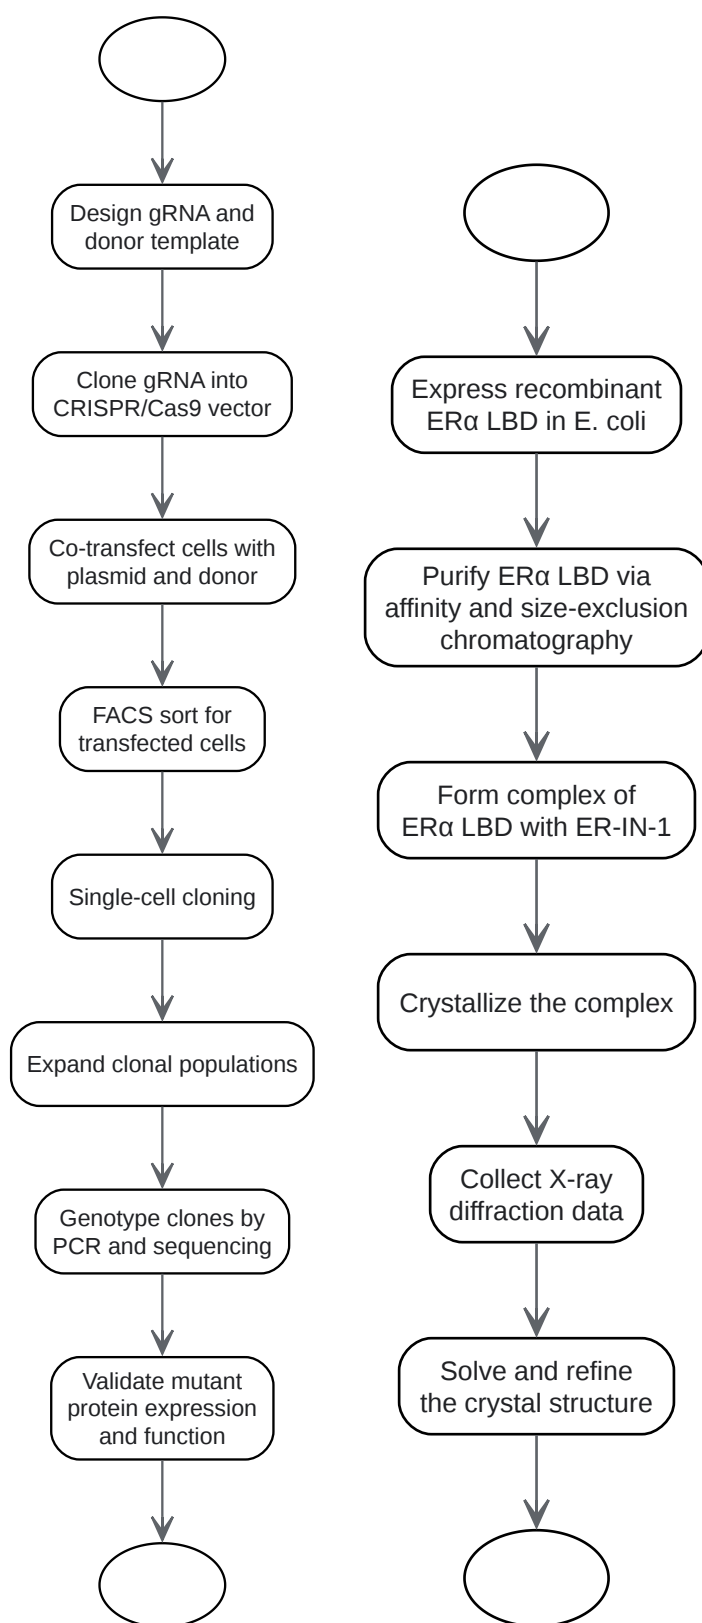 Design gRNA and
donor template
Clone gRNA into
CRISPR/Cas9 vector
Co-transfect cells with
plasmid and donor
FACS sort for
transfected cells
Single-cell cloning
Expand clonal populations
Genotype clones by
PCR and sequencing
Validate mutant
protein expression
and function
Express recombinant
ERα LBD in E. coli
Purify ERα LBD via
affinity and size-exclusion
chromatography
Form complex of
ERα LBD with ER-IN-1
Crystallize the complex
Collect X-ray
diffraction data
Solve and refine
the crystal structure